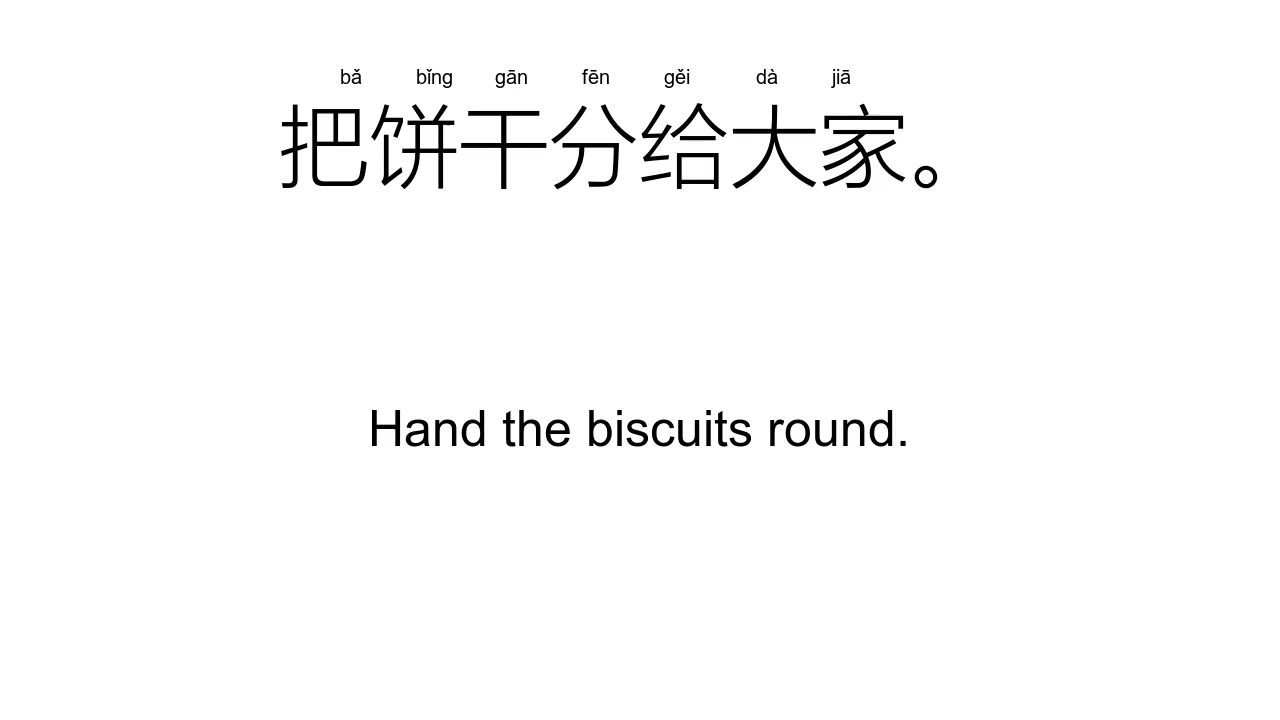 bǎ bǐng gān fēn gěi dà jiā
把饼干分给大家。
Hand the biscuits round.